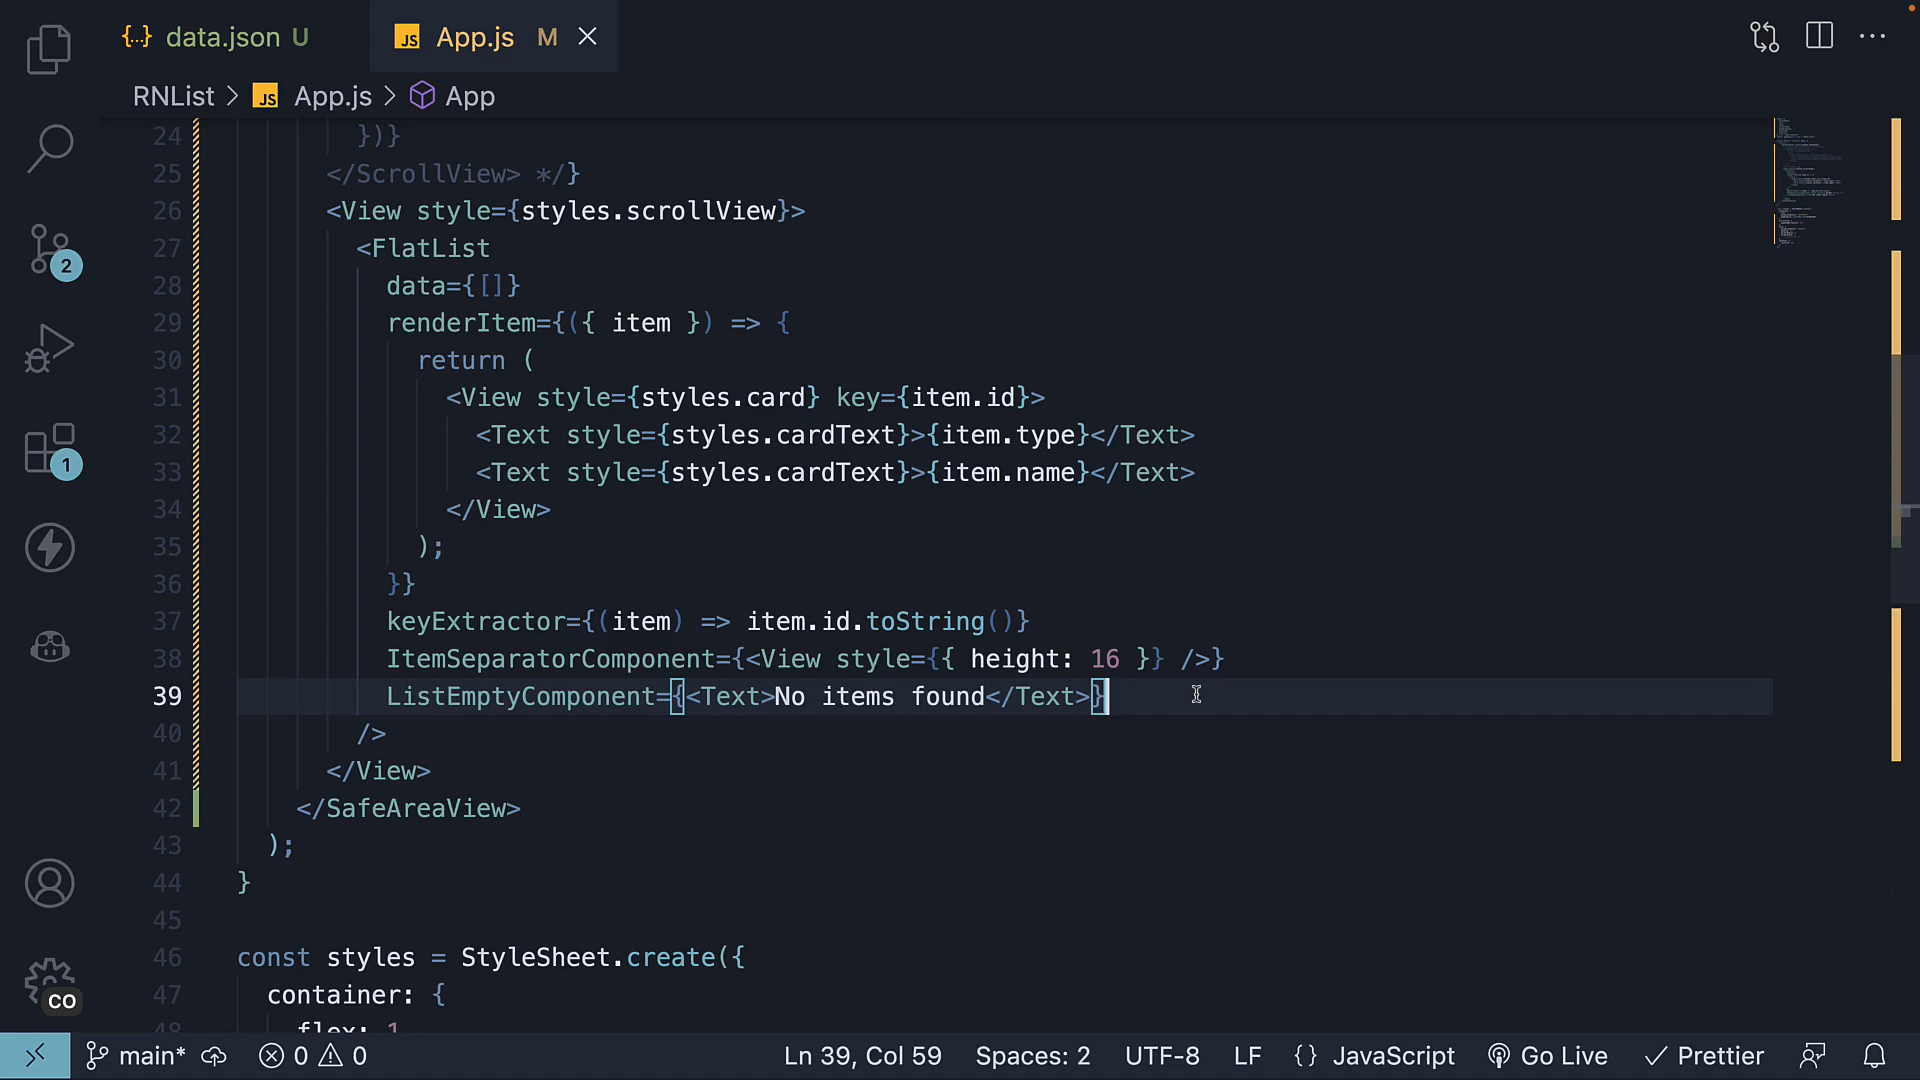 {..} data.json U
JS App.js M
RNList > JS App.js > App
24 })}
25 </ScrollView> */}
26 <View style={styles.scrollView}>
27 <FlatList
28 data={[]}
29 renderItem={({ item }) => {
30 return (
31 <View style={styles.card} key={item.id}>
32 <Text style={styles.cardText}>{item.type}</Text>
33 <Text style={styles.cardText}>{item.name}</Text>
34 </View>
35 );
36 }}
37 keyExtractor={(item) => item.id.toString()}
38 ItemSeparatorComponent={<View style={{ height: 16 }} />}
39 ListEmptyComponent={<Text>No items found</Text>}
40 />
41 </View>
42 </SafeAreaView>
43 );
44 }
45
46 const styles = StyleSheet.create({
47 container: {
48 flex: 1
2
1
CO
main* 0 0 Ln 39, Col 59 Spaces: 2 UTF-8 LF {} JavaScript Go Live Prettier